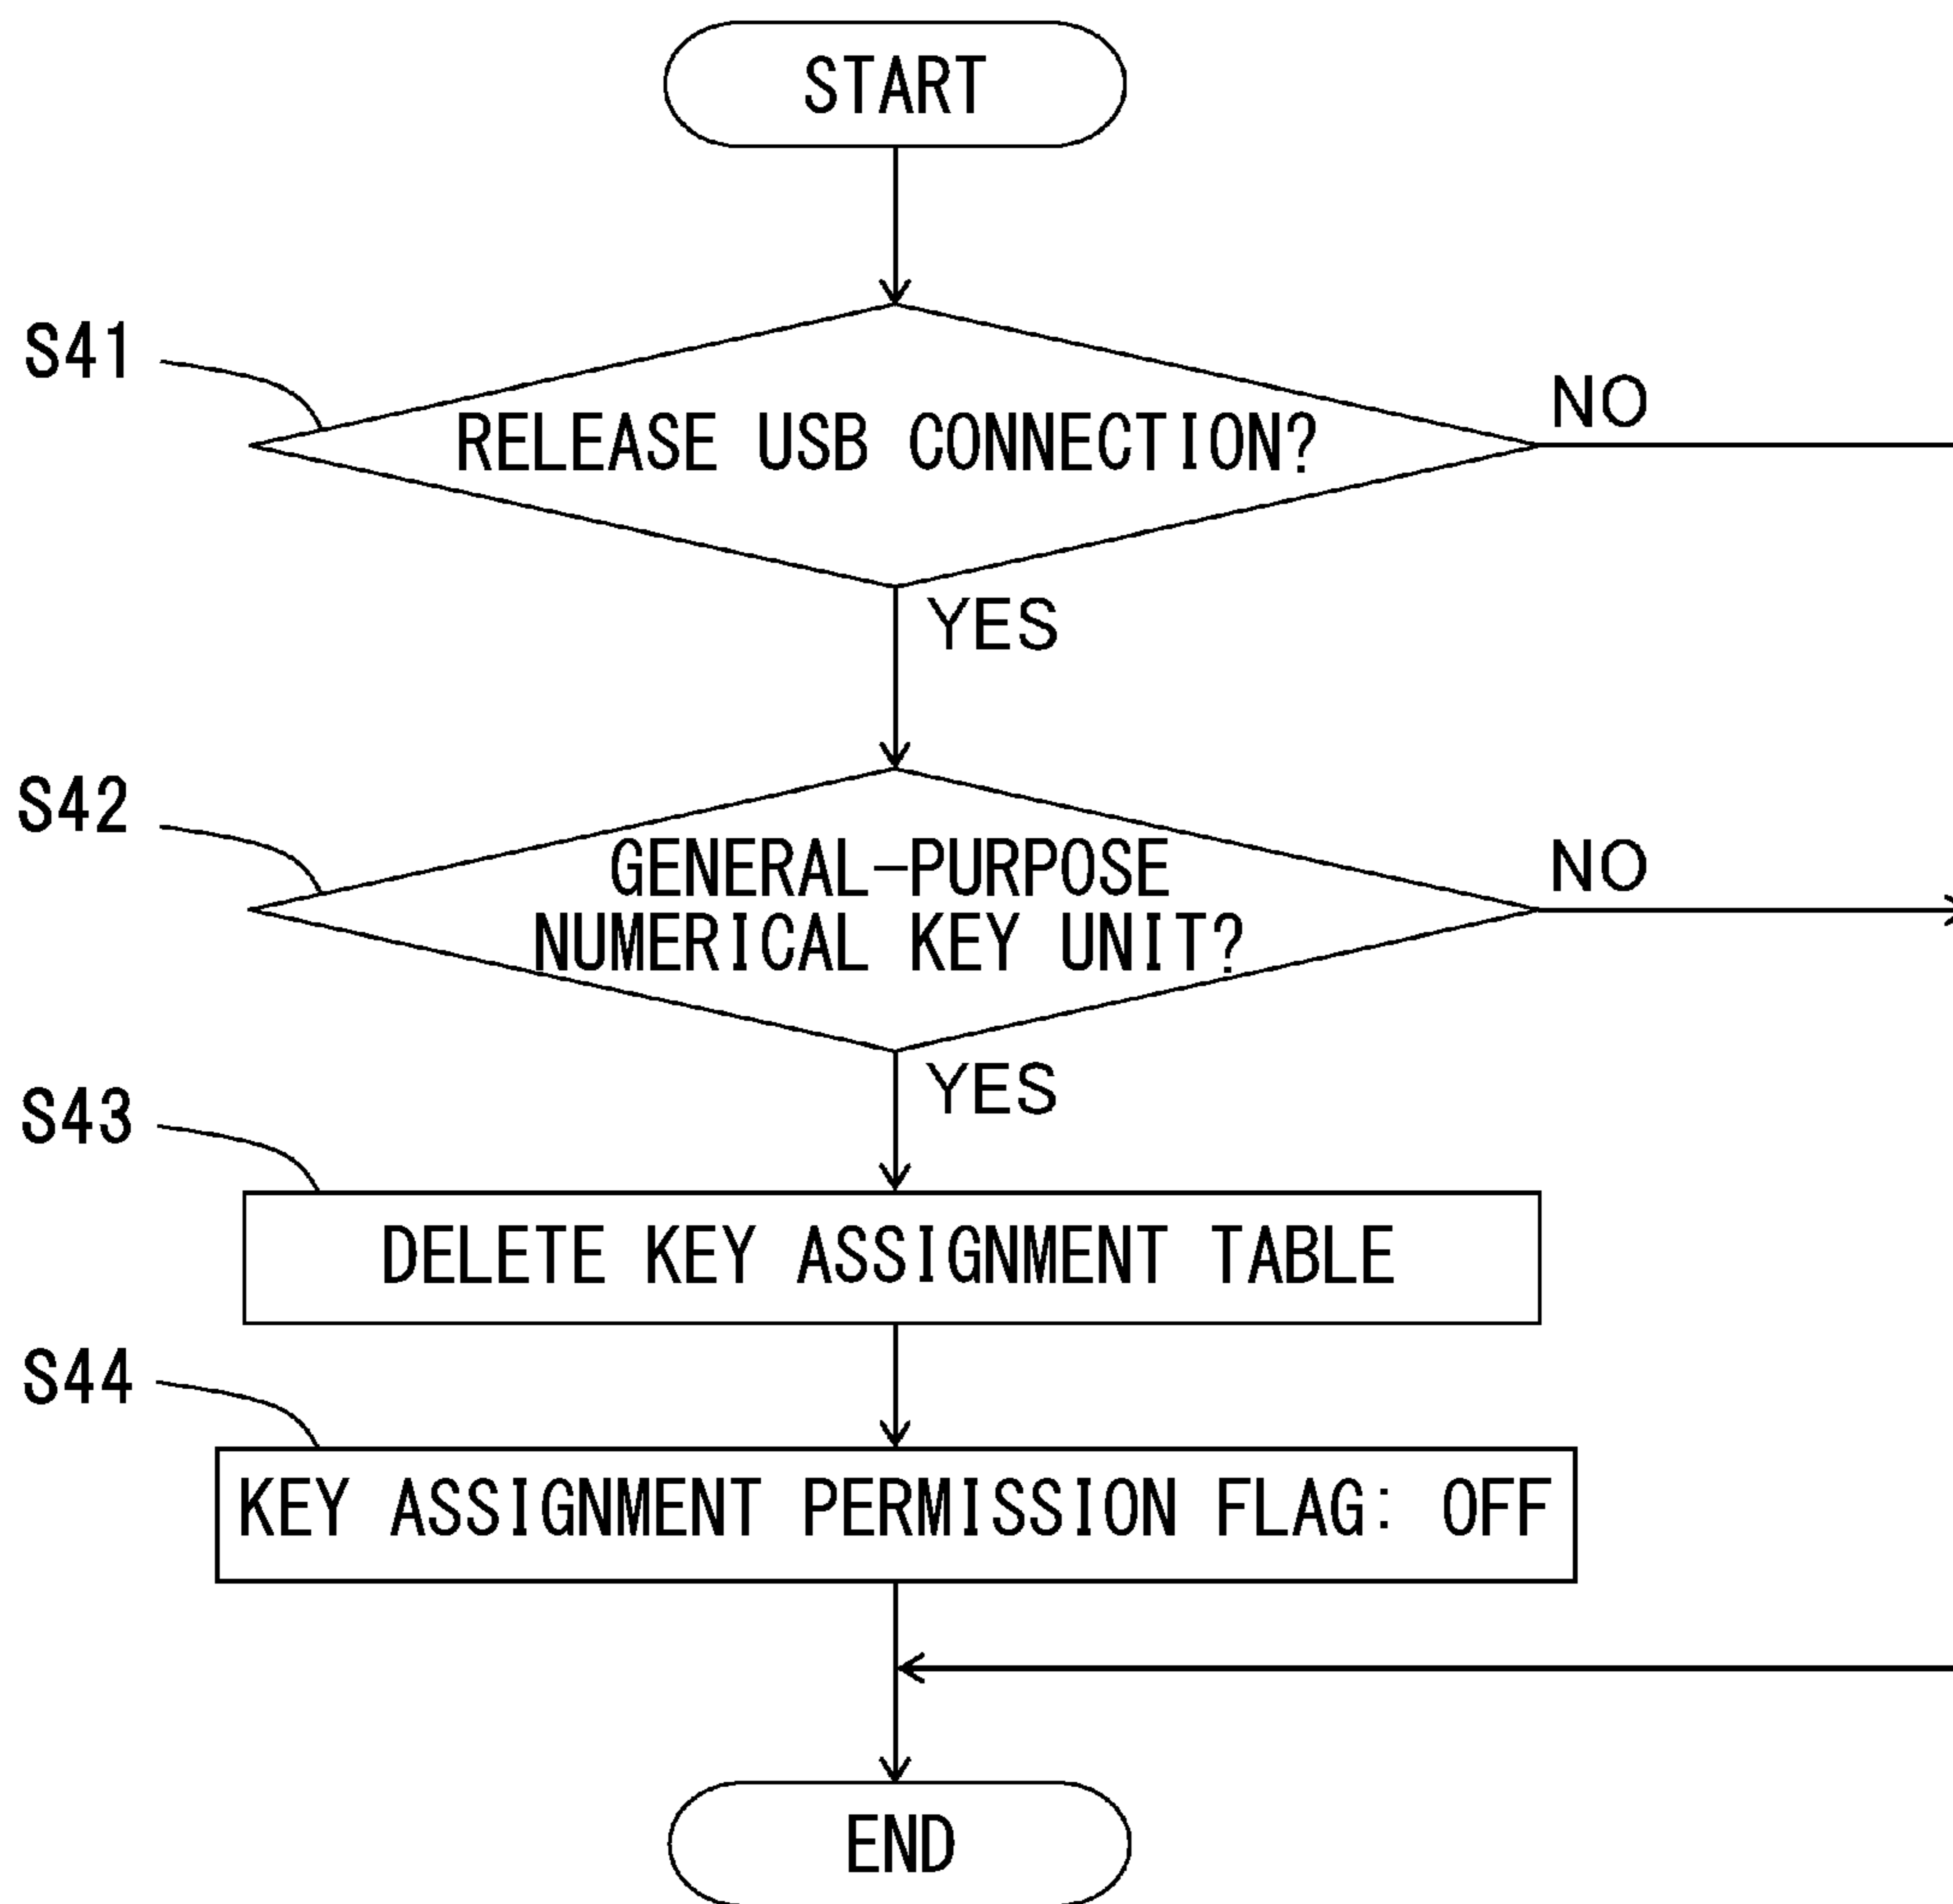 START
S41
RELEASE USB CONNECTION?
NO
YES
S42
GENERAL-PURPOSE
NUMERICAL KEY UNIT?
NO
YES
S43
DELETE KEY ASSIGNMENT TABLE
S44
KEY ASSIGNMENT PERMISSION FLAG: OFF
END